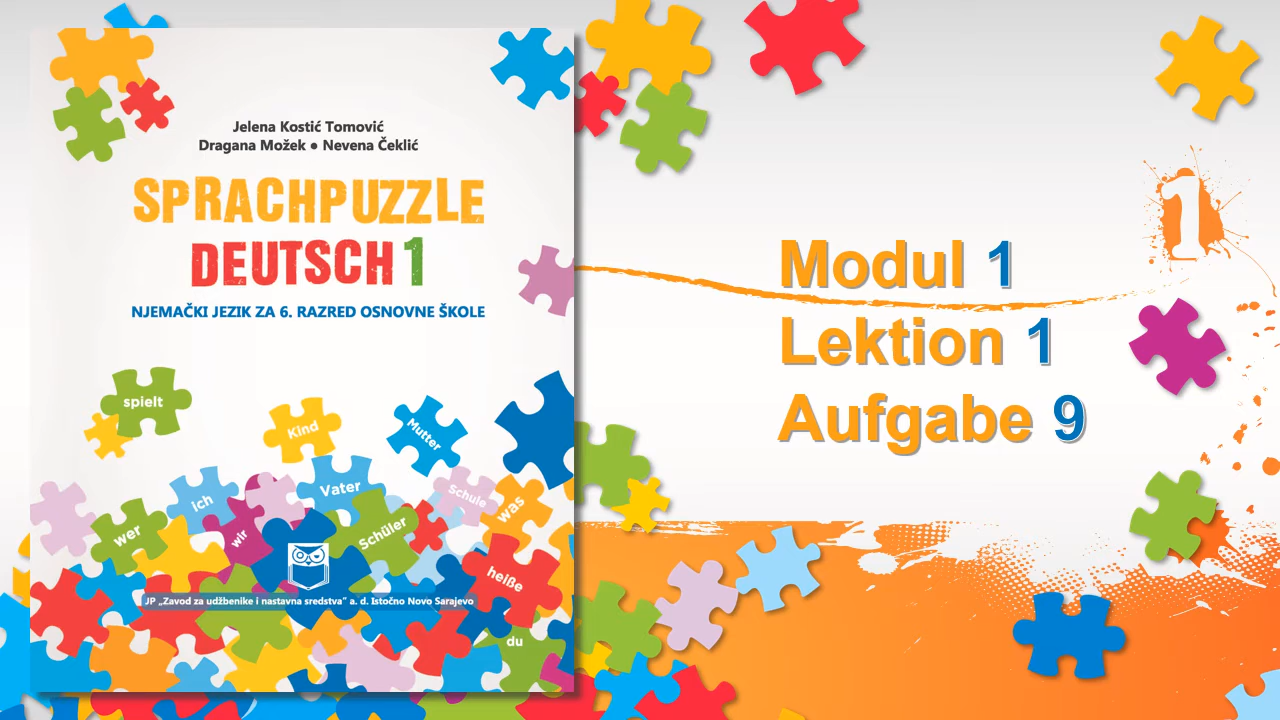 Jelena Kostić Tomović
Dragana Možek ● Nevena Čeklić
SPRACHPUZZLE
DEUTSCH 1
NJEMAČKI JEZIK ZA 6. RAZRED OSNOVNE ŠKOLE
spielt
Kind
Mutter
ich
Vater
Schule
was
wer
wir
Schüler
heiße
JP „Zavod za udžbenike i nastavna sredstva” a. d. Istočno Novo Sarajevo
du
1
Modul 1
Lektion 1
Aufgabe 9